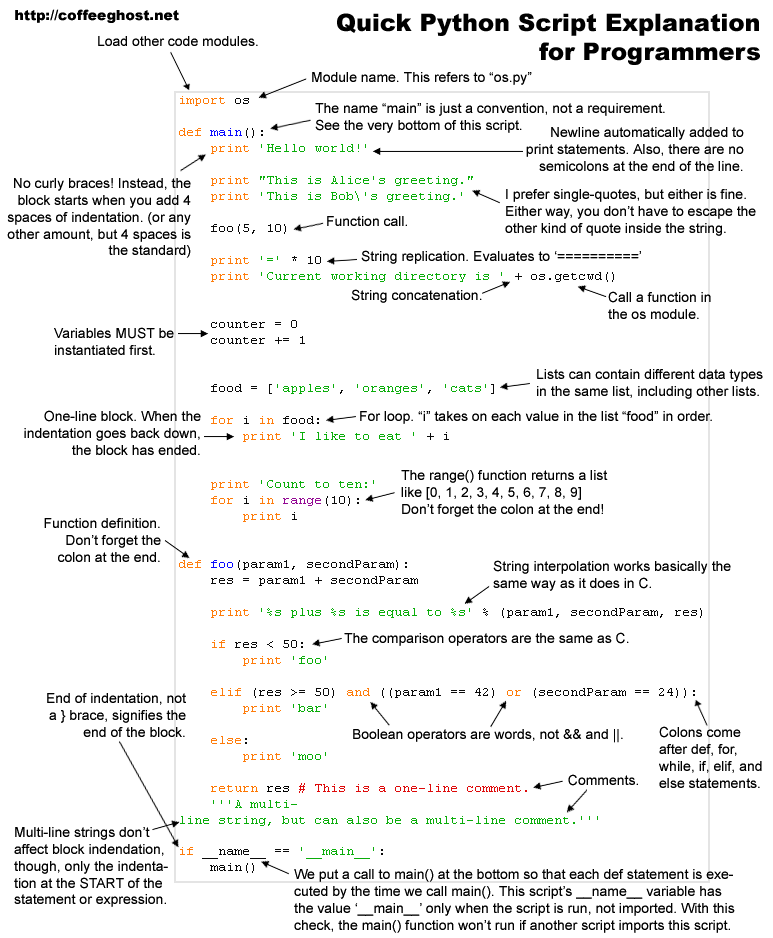 http://coffeeghost.net
Quick Python Script Explanation
for Programmers
Load other code modules.
Module name. This refers to “os.py”
import os
The name “main” is just a convention, not a requirement.
See the very bottom of this script.
def main():
print 'Hello world!'
Newline automatically added to
print statements. Also, there are no
semicolons at the end of the line.
No curly braces! Instead, the
block starts when you add 4
spaces of indentation. (or any
other amount, but 4 spaces is
the standard)
print "This is Alice's greeting."
print 'This is Bob\'s greeting.'
I prefer single-quotes, but either is fine.
Either way, you don’t have to escape the
other kind of quote inside the string.
foo(5, 10)
Function call.
print '=' * 10
String replication. Evaluates to ‘==========’
print 'Current working directory is ' + os.getcwd()
String concatenation.
Call a function in
the os module.
Variables MUST be
instantiated first.
counter = 0
counter += 1
food = ['apples', 'oranges', 'cats']
Lists can contain different data types
in the same list, including other lists.
One-line block. When the
indentation goes back down,
the block has ended.
for i in food:
For loop. “i” takes on each value in the list “food” in order.
print 'I like to eat ' + i
print 'Count to ten:'
for i in range(10):
print i
The range() function returns a list
like [0, 1, 2, 3, 4, 5, 6, 7, 8, 9]
Don’t forget the colon at the end!
Function definition.
Don’t forget the
colon at the end.
def foo(param1, secondParam):
res = param1 + secondParam
String interpolation works basically the
same way as it does in C.
print '%s plus %s is equal to %s' % (param1, secondParam, res)
if res < 50:
The comparison operators are the same as C.
print 'foo'
elif (res >= 50) and ((param1 == 42) or (secondParam == 24)):
print 'bar'
End of indentation, not
a } brace, signifies the
end of the block.
Boolean operators are words, not && and ||.
Colons come
after def, for,
while, if, elif, and
else statements.
else:
print 'moo'
return res # This is a one-line comment.
Comments.
'''A multi-
line string, but can also be a multi-line comment.'''
Multi-line strings don’t
affect block indendation,
though, only the indenta-
tion at the START of the
statement or expression.
if __name__ == '__main__':
main()
We put a call to main() at the bottom so that each def statement is exe-
cuted by the time we call main(). This script’s __name__ variable has
the value ‘__main__’ only when the script is run, not imported. With this
check, the main() function won’t run if another script imports this script.